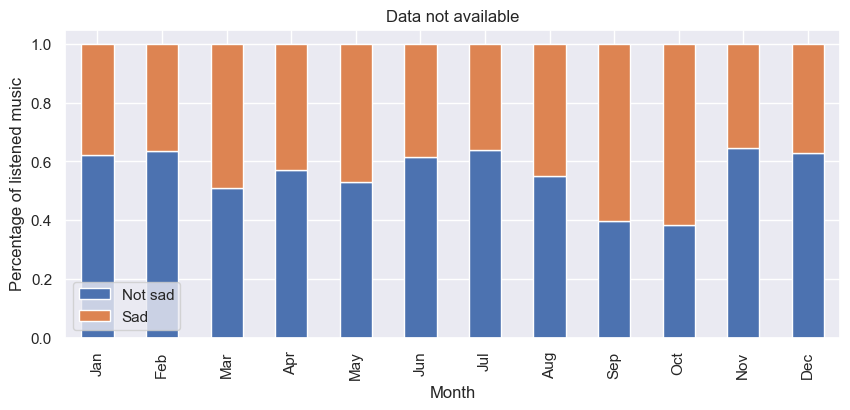 Data not available
Percentage of listened music
1.0
0.8
0.6
0.4
0.2
0.0
Not sad
Sad
Jan
Feb
Mar
Apr
May
Jun
Jul
Aug
Sep
Oct
Nov
Dec
Month